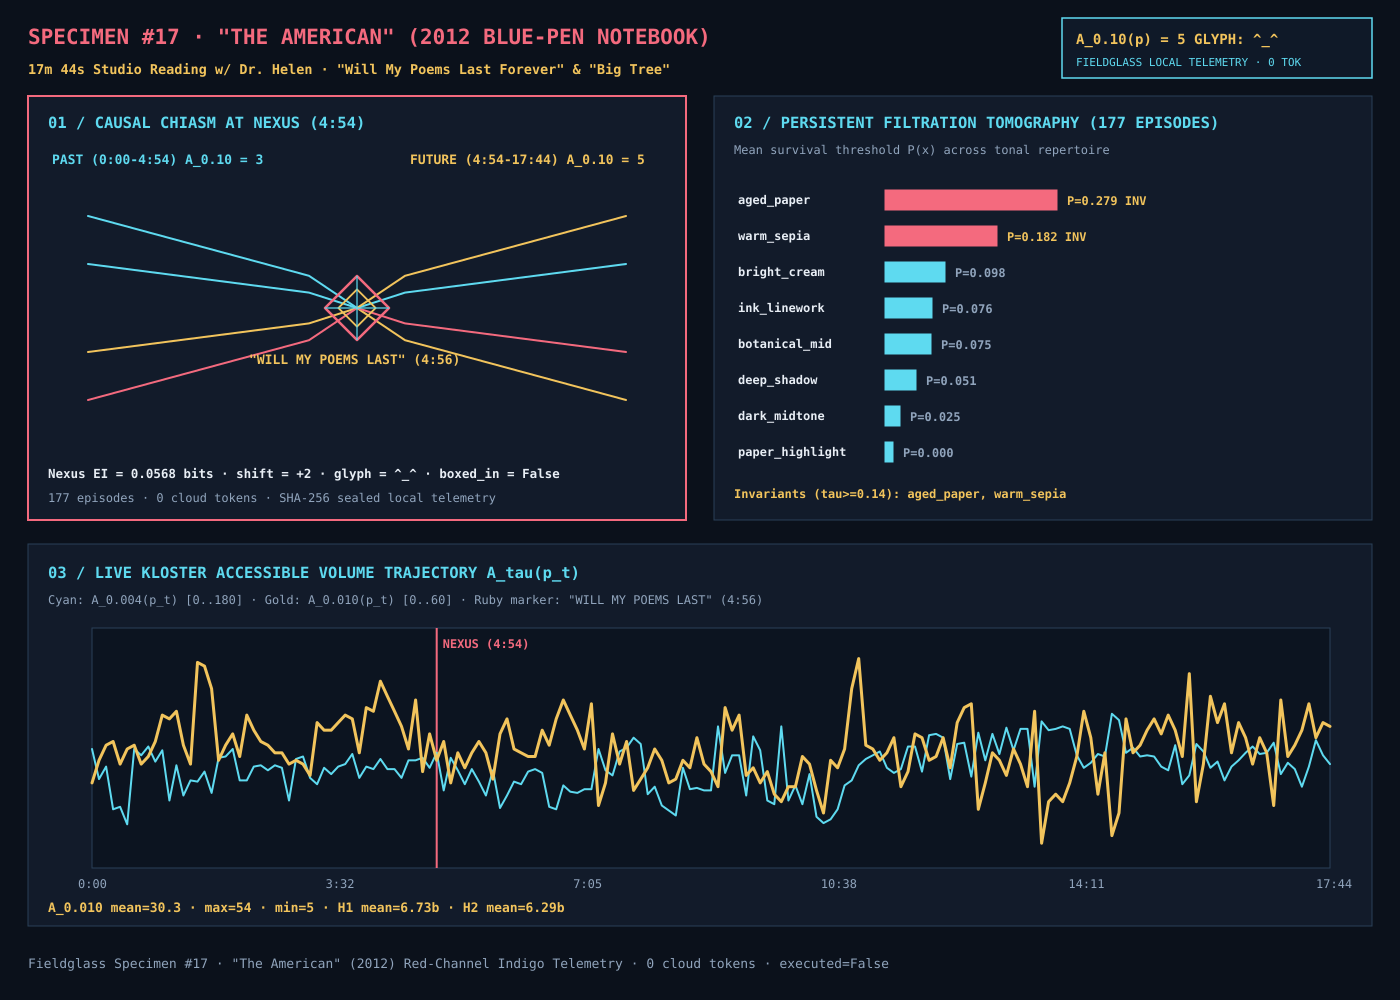 SPECIMEN #17 · "THE AMERICAN" (2012 BLUE-PEN NOTEBOOK)
17m 44s Studio Reading w/ Dr. Helen · "Will My Poems Last Forever" & "Big Tree"
A_0.10(p) = 5 GLYPH: ^_^
FIELDGLASS LOCAL TELEMETRY · 0 TOK
01 / CAUSAL CHIASM AT NEXUS (4:54)
PAST (0:00-4:54) A_0.10 = 3
FUTURE (4:54-17:44) A_0.10 = 5
"WILL MY POEMS LAST" (4:56)
Nexus EI = 0.0568 bits · shift = +2 · glyph = ^_^ · boxed_in = False
177 episodes · 0 cloud tokens · SHA-256 sealed local telemetry
02 / PERSISTENT FILTRATION TOMOGRAPHY (177 EPISODES)
Mean survival threshold P(x) across tonal repertoire
aged_paper P=0.279 INV
warm_sepia P=0.182 INV
bright_cream P=0.098
ink_linework P=0.076
botanical_mid P=0.075
deep_shadow P=0.051
dark_midtone P=0.025
paper_highlight P=0.000
Invariants (tau>=0.14): aged_paper, warm_sepia
03 / LIVE KLOSTER ACCESSIBLE VOLUME TRAJECTORY A_tau(p_t)
Cyan: A_0.004(p_t) [0..180] · Gold: A_0.010(p_t) [0..60] · Ruby marker: "WILL MY POEMS LAST" (4:56)
NEXUS (4:54)
0:00 3:32 7:05 10:38 14:11 17:44
A_0.010 mean=30.3 · max=54 · min=5 · H1 mean=6.73b · H2 mean=6.29b
Fieldglass Specimen #17 · "The American" (2012) Red-Channel Indigo Telemetry · 0 cloud tokens · executed=False